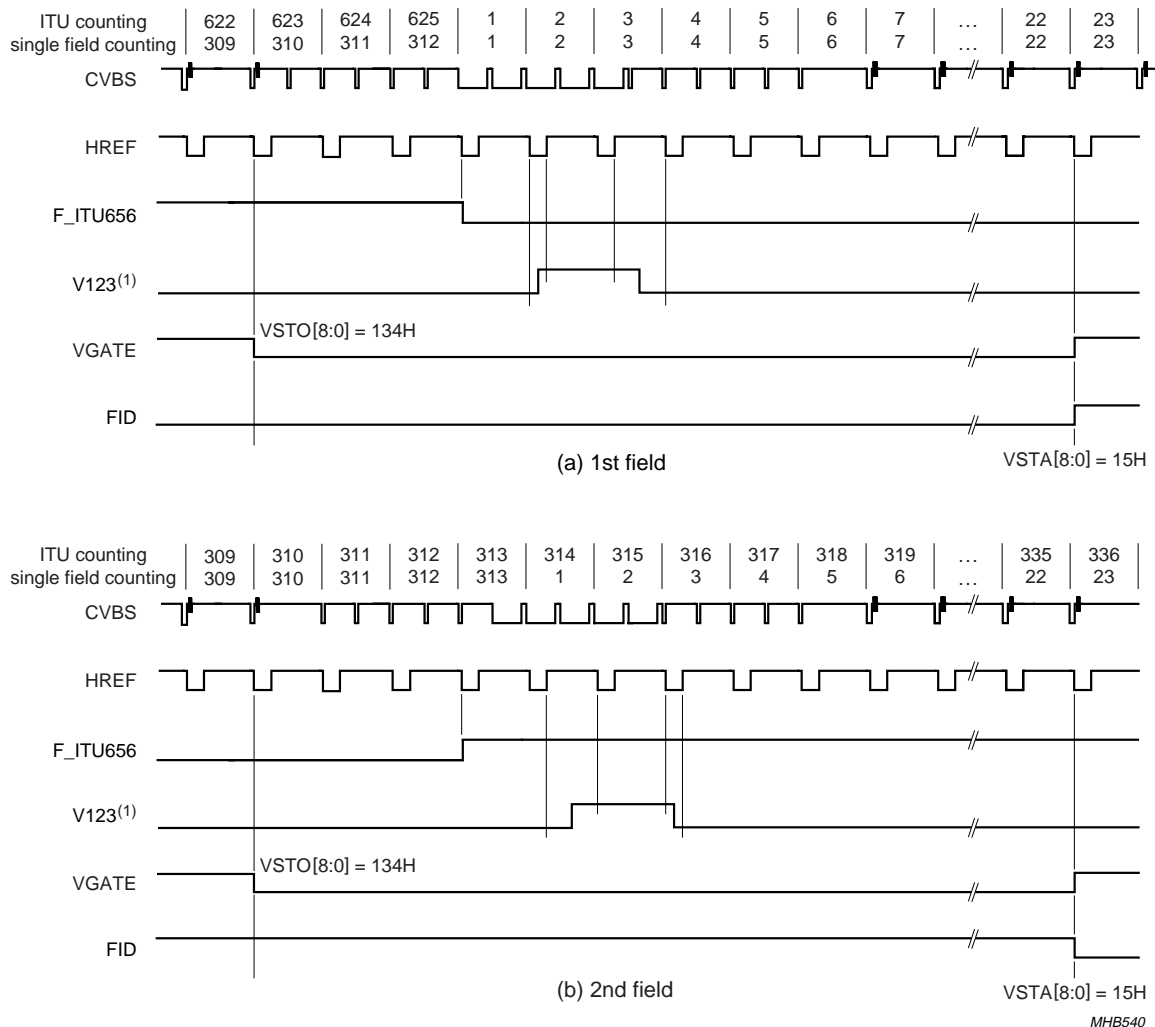 ITU counting 622 623 624 625 1 2 3 4 5 6 7 ... 22 23
single field counting 309 310 311 312 1 2 3 4 5 6 7 ... 22 23
CVBS
HREF
F_ITU656
V123(1)
VSTO[8:0] = 134H
VGATE
FID
(a) 1st field
VSTA[8:0] = 15H
ITU counting 309 310 311 312 313 314 315 316 317 318 319 ... 335 336
single field counting 309 310 311 312 313 1 2 3 4 5 6 ... 22 23
CVBS
HREF
F_ITU656
V123(1)
VSTO[8:0] = 134H
VGATE
FID
(b) 2nd field
VSTA[8:0] = 15H
MHB540